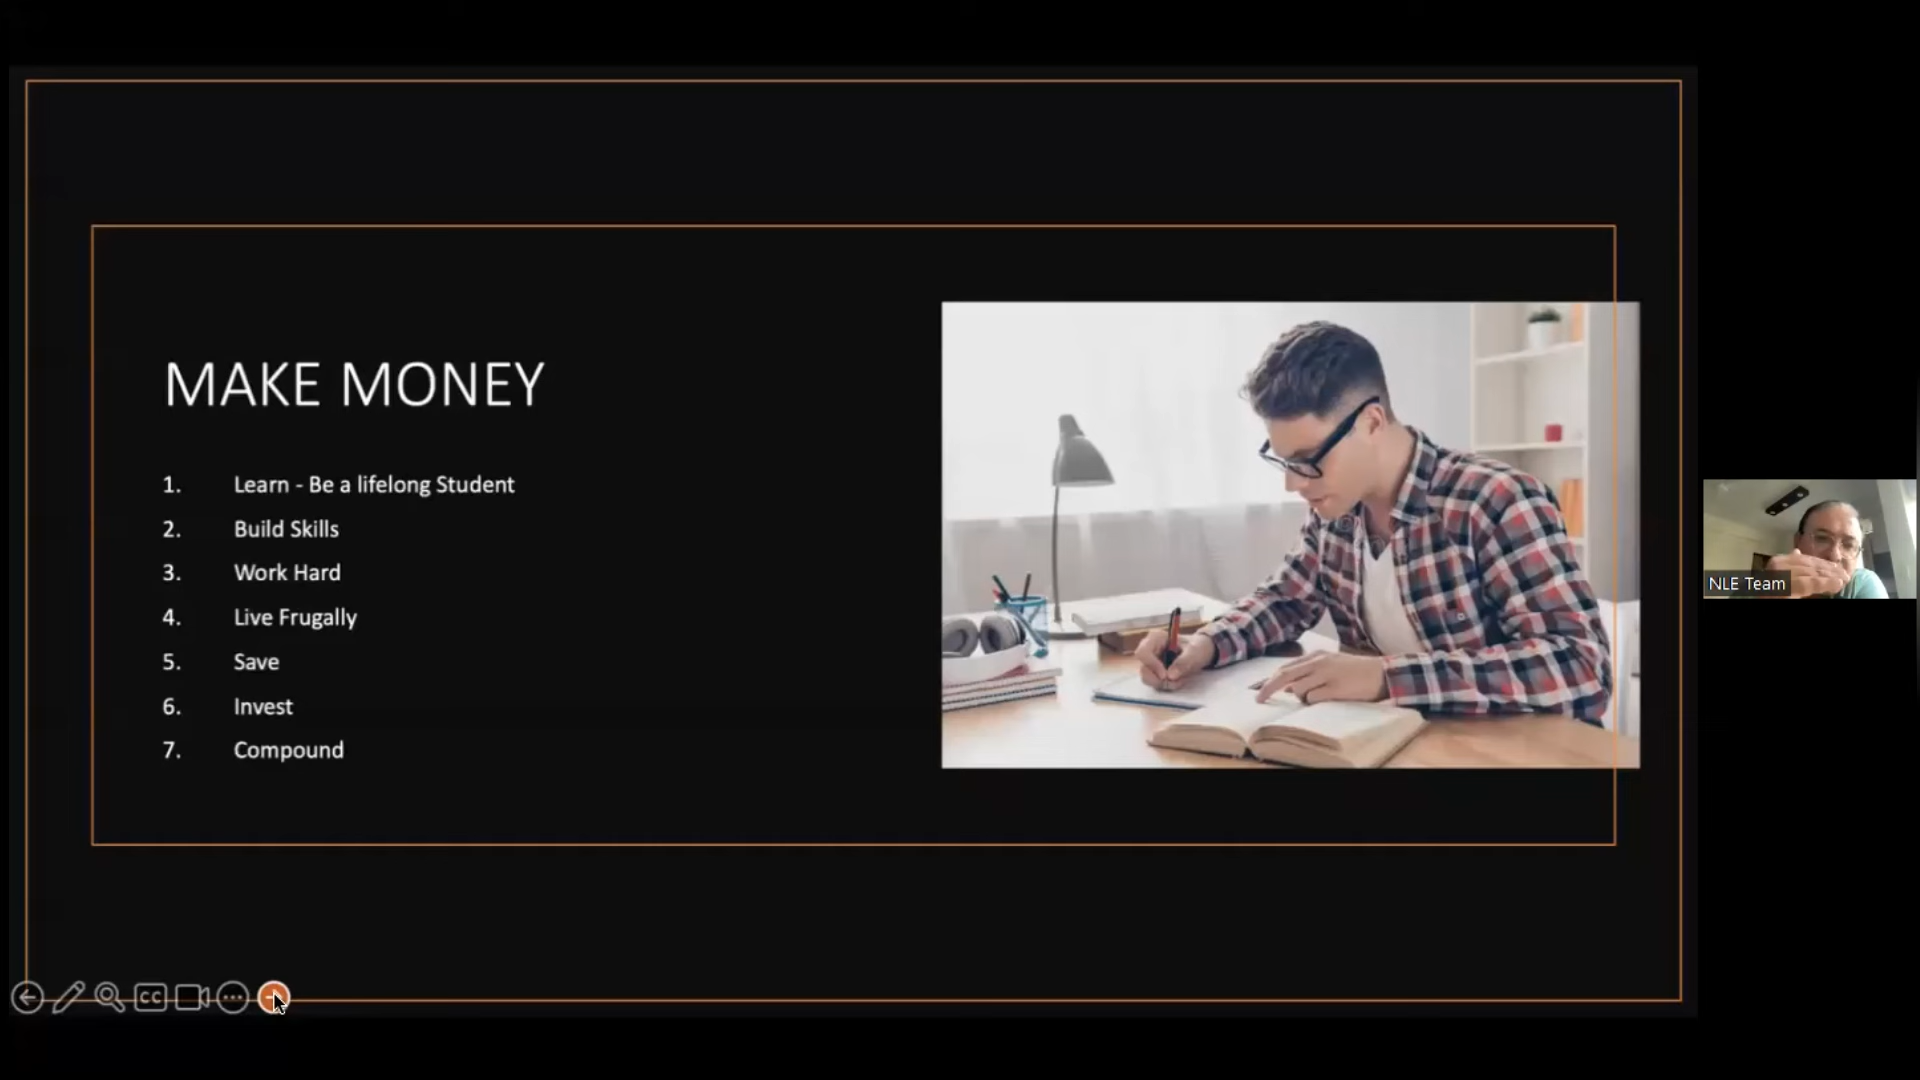 MAKE MONEY
1. Learn - Be a lifelong Student
2. Build Skills
3. Work Hard
4. Live Frugally
5. Save
6. Invest
7. Compound
NLE Team
CC